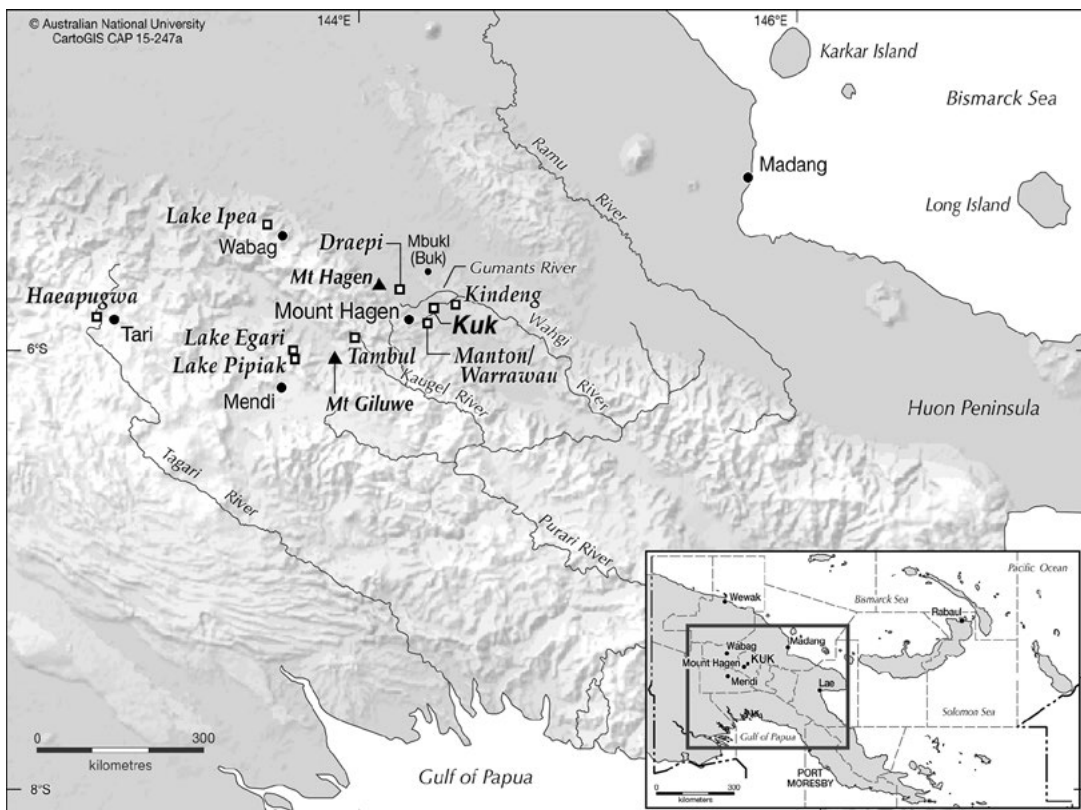 © Australian National University
CartoGIS CAP 15-247a
144°E
146°E
Karkar Island
Bismarck Sea
Madang
Long Island
Ramu
River
Lake Ipea
Wabag
Draepi
Mbukl
(Buk)
Gumants River
Mt Hagen
Kindeng
Haeapugwa
Mount Hagen
Kuk
Wahgi
River
Tari
6°S
Lake Egari
Lake Pipiak
Tambul
Manton/
Warrawau
Kaugel River
Mendi
Mt Giluwe
Huon Peninsula
Tagari
River
Purari River
0
300
kilometres
8°S
Gulf of Papua
Pacific Ocean
Wewak
Bismarck Sea
Rabaul
Madang
Wabag
Mount Hagen
KUK
Mendi
Lae
Solomon Sea
Gulf of Papua
PORT
MORESBY
0
330
kilometers